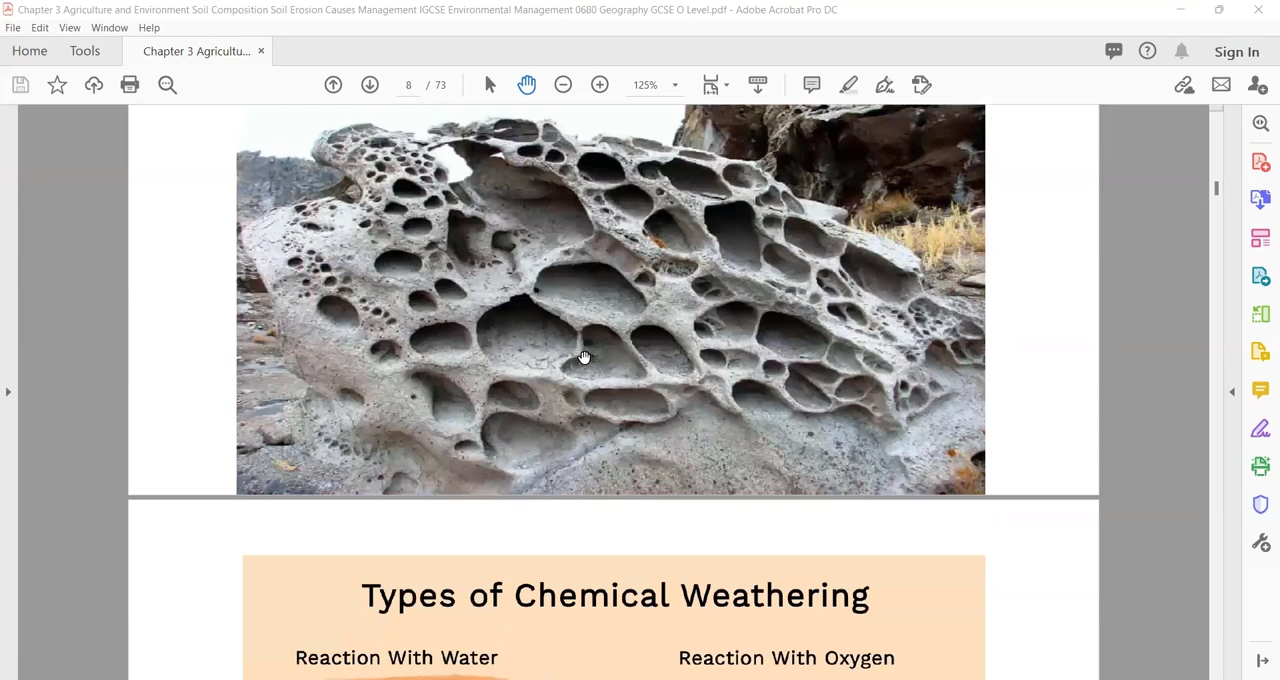 Chapter 3 Agriculture and Environment Soil Composition Soil Erosion Causes Management IGCSE Environmental Management 0680 Geography GCSE O Level.pdf - Adobe Acrobat Pro DC
File Edit View Window Help
Home Tools Chapter 3 Agricultu... ×
Sign In
8 / 73 125%
Types of Chemical Weathering
Reaction With Water Reaction With Oxygen